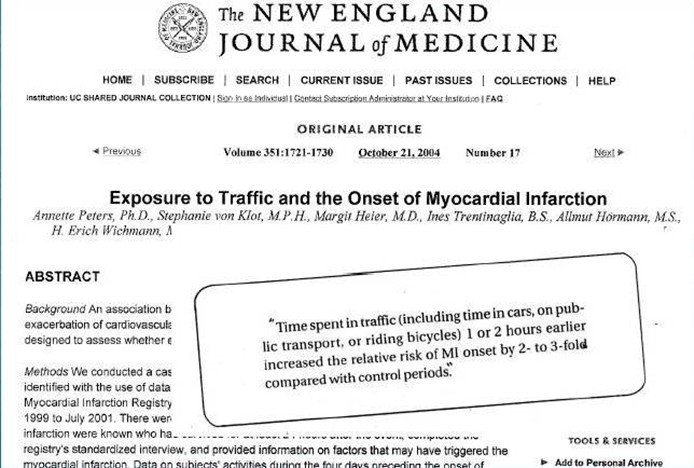 The NEW ENGLAND
JOURNAL of MEDICINE
HOME | SUBSCRIBE | SEARCH | CURRENT ISSUE | PAST ISSUES | COLLECTIONS | HELP
Institution: UC SHARED JOURNAL COLLECTION | Sign In as Individual | Contact Subscription Administrator at Your Institution | FAQ
ORIGINAL ARTICLE
◄ Previous Volume 351:1721-1730 October 21, 2004 Number 17 Next ►
Exposure to Traffic and the Onset of Myocardial Infarction
Annette Peters, Ph.D., Stephanie von Klot, M.P.H., Margit Heier, M.D., Ines Trentinaglia, B.S., Allmut Hörmann, M.S.,
H. Erich Wichmann,
ABSTRACT
Background An association b
exacerbation of cardiovascula
designed to assess whether
"Time spent in traffic (including time in cars, on pub-
lic transport, or riding bicycles) 1 or 2 hours earlier
increased the relative risk of MI onset by 2- to 3-fold
compared with control periods."
Methods We conducted a cas
identified with the use of data
Myocardial Infarction Registry
1999 to July 2001. There wer
infarction were known who ha
registry's standardized interview, and provided information on factors that may have triggered the
myocardial infarction. Data on subjects' activities during the four days preceding the onset of
TOOLS & SERVICES
► Add to Personal Archive